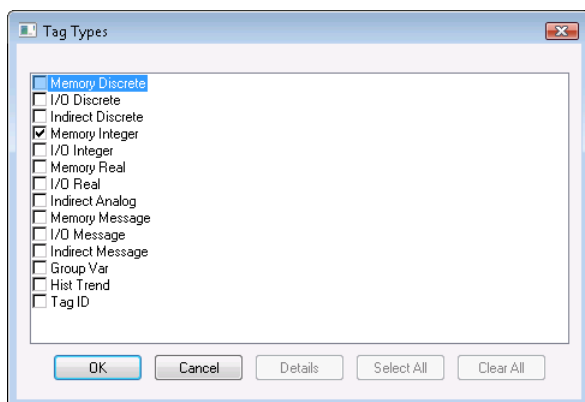 Tag Types
Memory Discrete
I/O Discrete
Indirect Discrete
Memory Integer
I/O Integer
Memory Real
I/O Real
Indirect Analog
Memory Message
I/O Message
Indirect Message
Group Var
Hist Trend
Tag ID
OK Cancel Details Select All Clear All